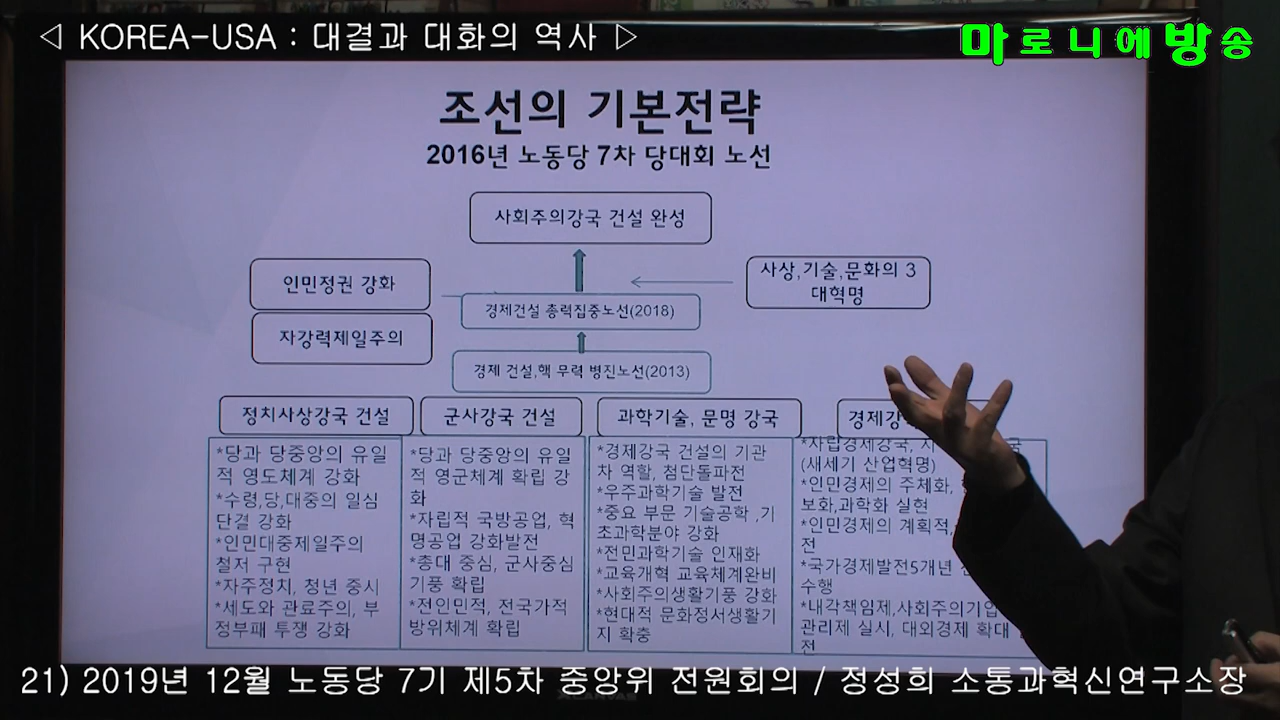 ◁ KOREA-USA : 대결과 대화의 역사 ▷
마로니에방송
조선의 기본전략
2016년 노동당 7차 당대회 노선
사회주의강국 건설 완성
인민정권 강화
사상,기술,문화의 3
대혁명
경제건설 총력집중노선(2018)
자강력제일주의
경제 건설,핵 무력 병진노선(2013)
정치사상강국 건설
*당과 당중앙의 유일
적 영도체계 강화
*수령,당,대중의 일심
단결 강화
*인민대중제일주의
철저 구현
*자주정치, 청년 중시
*세도와 관료주의, 부
정부패 투쟁 강화
군사강국 건설
*당과 당중앙의 유일
적 영군체계 확립 강
화
*자립적 국방공업, 혁
명공업 강화발전
*총대 중심, 군사중심
기풍 확립
*전인민적, 전국가적
방위체계 확립
과학기술, 문명 강국
*경제강국 건설의 기관
차 역할, 첨단돌파전
*우주과학기술 발전
*중요 부문 기술공학 ,기
초과학분야 강화
*전민과학기술 인재화
*교육개혁 교육체계완비
*사회주의생활기풍 강화
*현대적 문화정서생활기
지 확충
경제강
*자립경제강국, 지
(새세기 산업혁명)
*인민경제의 주체화,
보화,과학화 실현
*인민경제의 계획적,
전
*국가경제발전5개년
수행
*내각책임제,사회주의기업
관리제 실시, 대외경제 확대
전
21) 2019년 12월 노동당 7기 제5차 중앙위 전원회의 / 정성희 소통과혁신연구소장